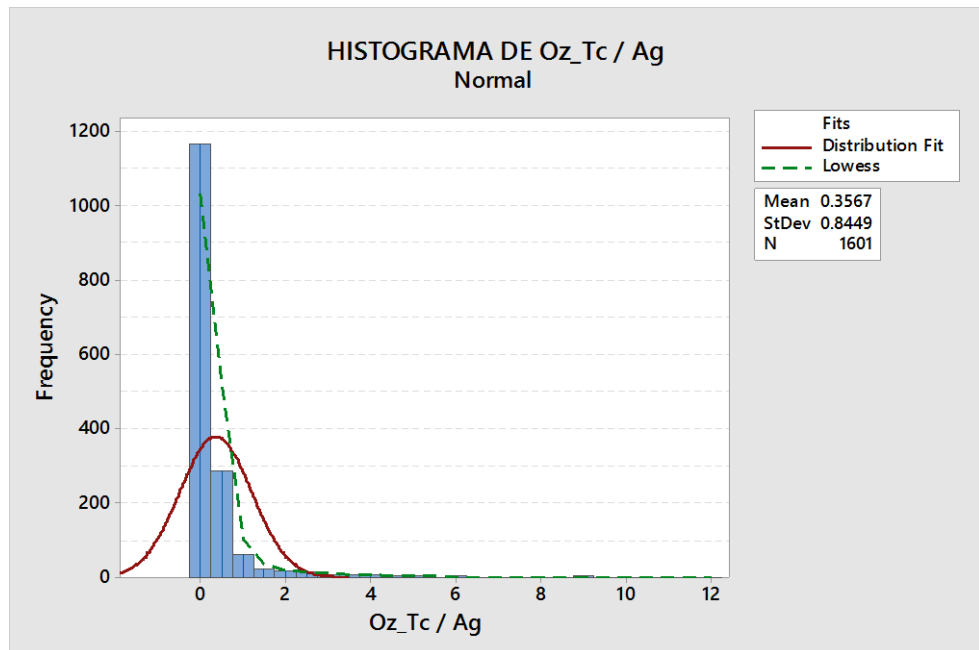 HISTOGRAMA DE Oz_Tc / Ag
Normal
Fits
Distribution Fit
Lowess
Mean 0.3567
StDev 0.8449
N 1601
Frequency
1200
1000
800
600
400
200
0
0 2 4 6 8 10 12
Oz_Tc / Ag